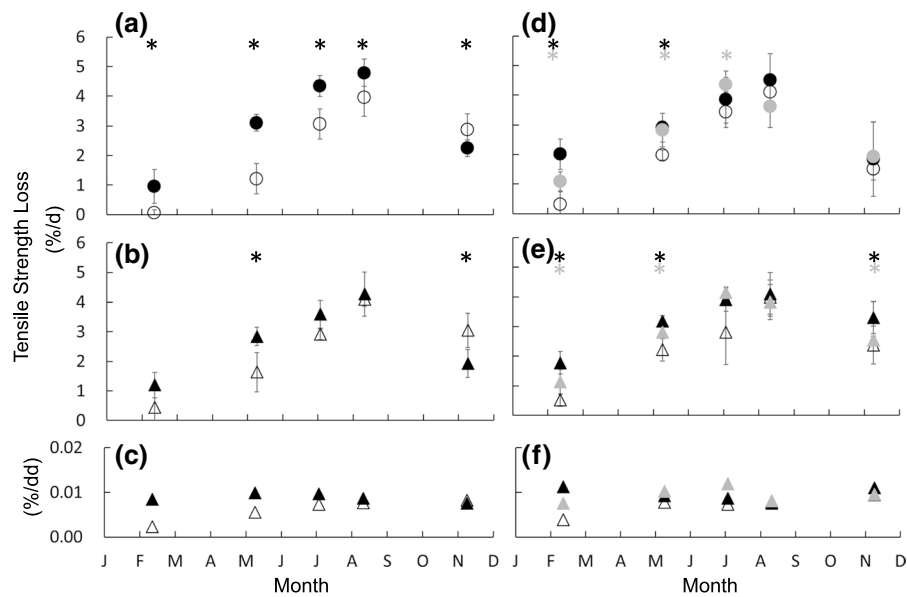 (a)
* * * * *
6
5
4
3
2
1
0
(d)
* *
* * *
(b)
* *
6
5
4
3
2
1
0
(e)
* * *
* * *
Tensile Strength Loss
(%/d)
(c)
0.02
0.01
0.00
(%/dd)
(f)
J F M A M J J A S O N D
Month
J F M A M J J A S O N D
Month